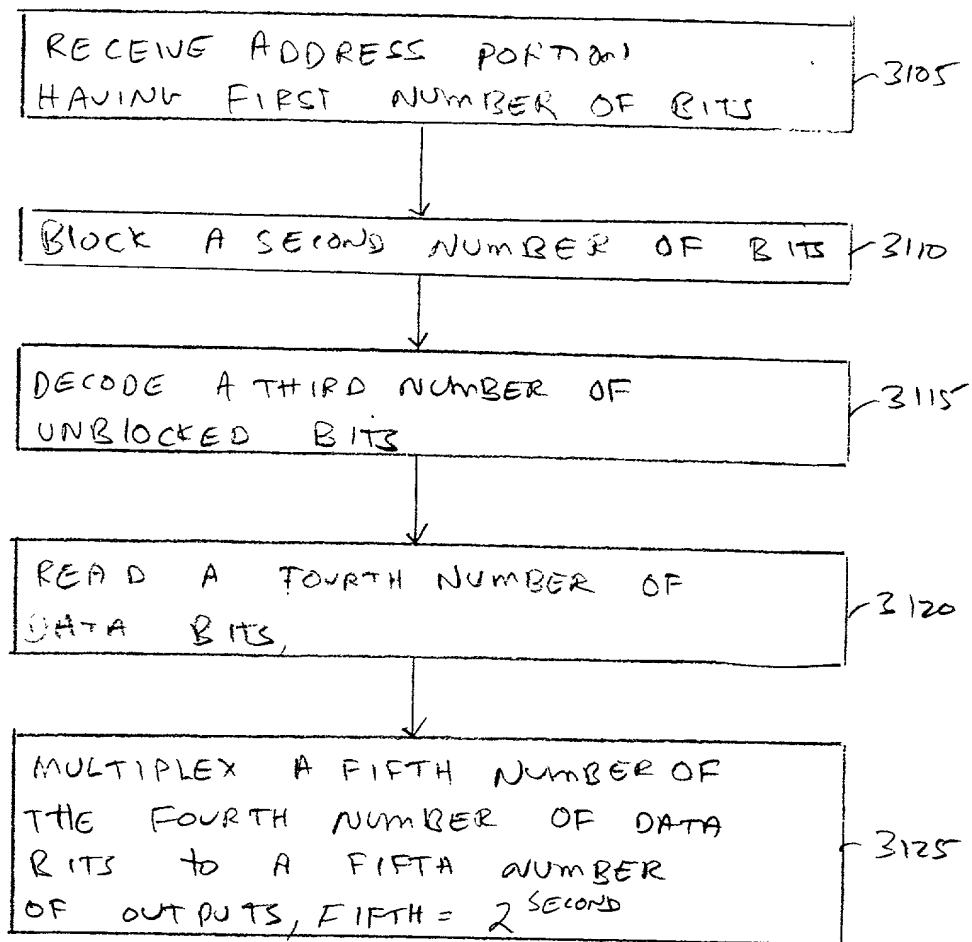 RECEIVE ADDRESS PORTION
HAVING FIRST NUMBER OF BITS
3105
BLOCK A SECOND NUMBER OF BITS
3110
DECODE A THIRD NUMBER OF
UNBLOCKED BITS
3115
READ A FOURTH NUMBER OF
DATA BITS,
3120
MULTIPLEX A FIFTH NUMBER OF
THE FOURTH NUMBER OF DATA
BITS to A FIFTH NUMBER
OF OUTPUTS, FIFTH = 2^SECOND
3125